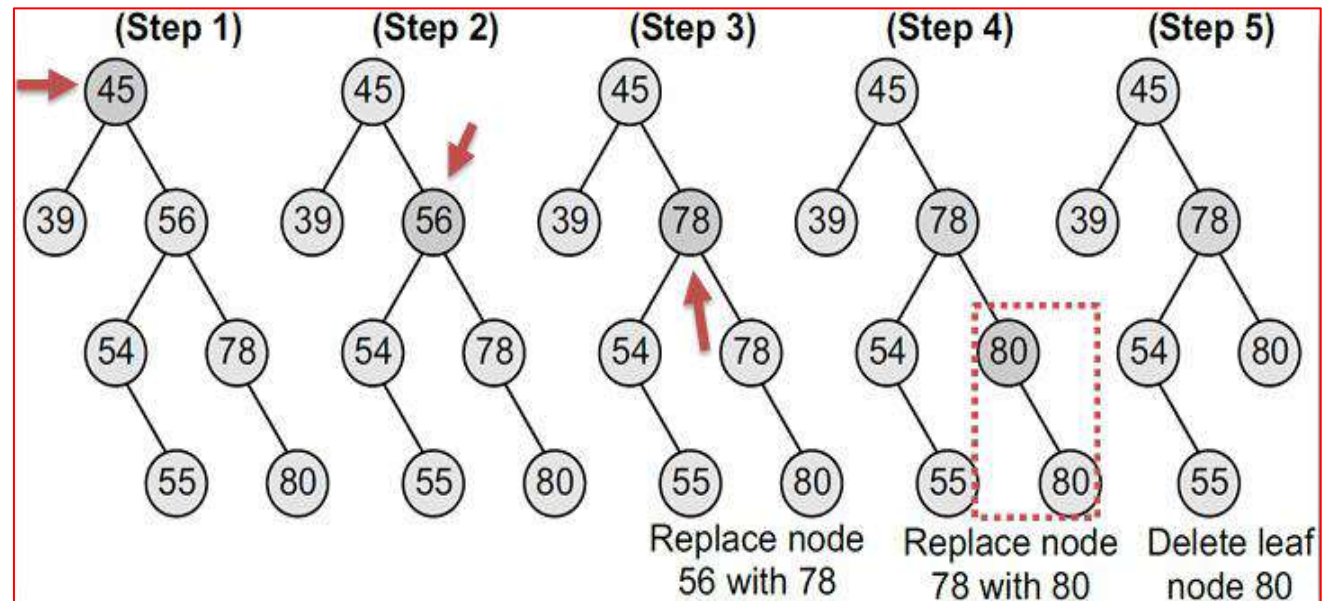 (Step 1) (Step 2) (Step 3) (Step 4) (Step 5)
45 45 45 45 45
39 56 39 56 39 78 39 78 39 78
54 78 54 78 54 78 54 80 54 80
55 80 55 80 55 80 55 80 55
Replace node Replace node Delete leaf
56 with 78 78 with 80 node 80